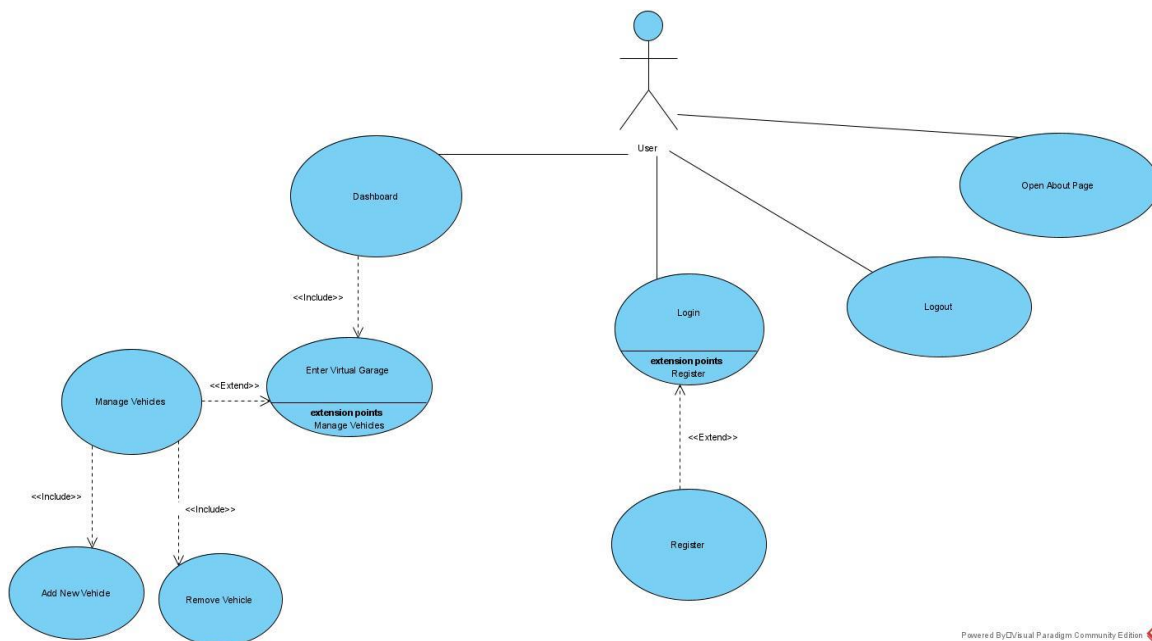 User
Dashboard
Open About Page
<<Include>>
Login
Logout
extension points
Register
Enter Virtual Garage
<<Extend>>
extension points
Manage Vehicles
Manage Vehicles
<<Extend>>
<<Include>>
<<Include>>
Register
Add New Vehicle
Remove Vehicle
Powered By□Visual Paradigm Community Edition